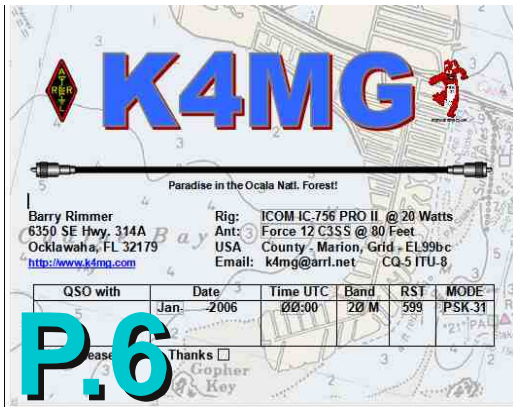 ARRL
K4MG
Paradise in the Ocala Natl. Forest!
Barry Rimmer
6350 SE Hwy. 314A
Ocklawaha, FL 32179
http://www.k4mg.com
Rig: ICOM IC-756 PRO II @ 20 Watts
Ant: Force 12 C3SS @ 80 Feet
USA County - Marion, Grid - EL99bc
Email: k4mg@arrl.net CQ-5 ITU-8
QSO with Date Time UTC Band RST MODE
Jan- -2006 ØØ:00 2Ø M 599 PSK-31
Thanks
P.6
Gopher
Key
Bay